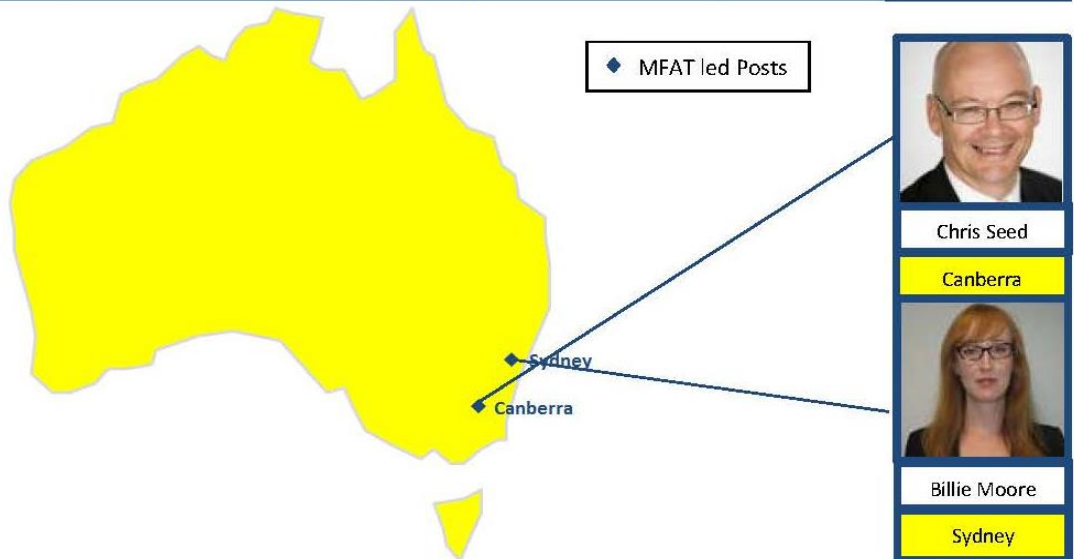 MFAT led Posts
Chris Seed
Canberra
Sydney
Canberra
Billie Moore
Sydney